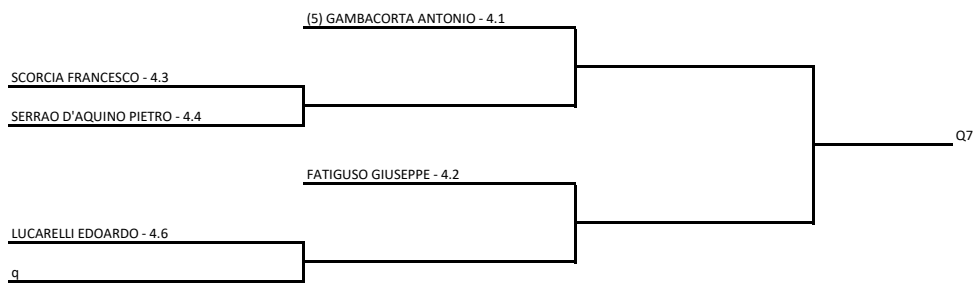 (5) GAMBACORTA ANTONIO - 4.1
SCORCIA FRANCESCO - 4.3
SERRAO D'AQUINO PIETRO - 4.4
Q7
FATIGUSO GIUSEPPE - 4.2
LUCARELLI EDOARDO - 4.6
q